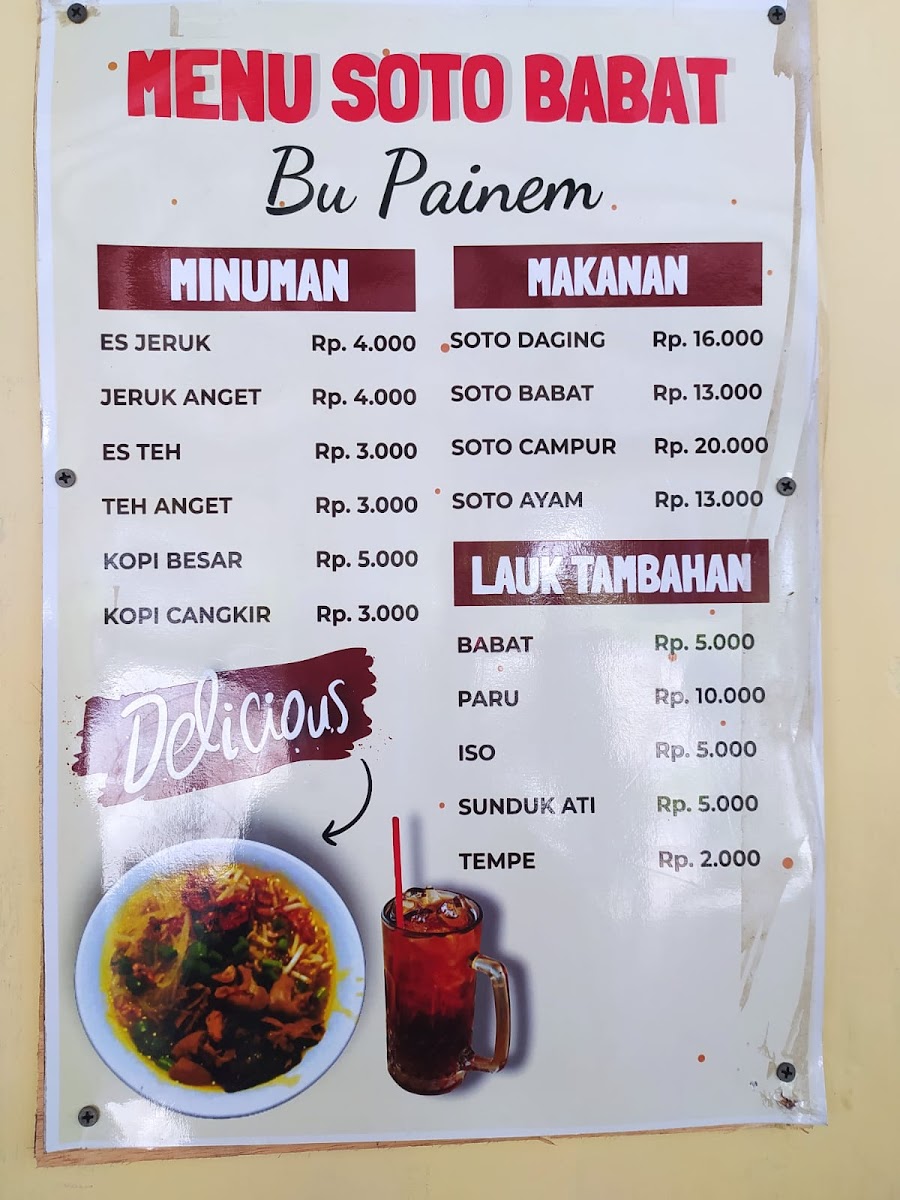 MENU SOTO BABAT
Bu Painem
MINUMAN
ES JERUK Rp. 4.000
JERUK ANGET Rp. 4.000
ES TEH Rp. 3.000
TEH ANGET Rp. 3.000
KOPI BESAR Rp. 5.000
KOPI CANGKIR Rp. 3.000
Delicious
MAKANAN
SOTO DAGING Rp. 16.000
SOTO BABAT Rp. 13.000
SOTO CAMPUR Rp. 20.000
SOTO AYAM Rp. 13.000
LAUK TAMBAHAN
BABAT Rp. 5.000
PARU Rp. 10.000
ISO Rp. 5.000
SUNDUK ATI Rp. 5.000
TEMPE Rp. 2.000